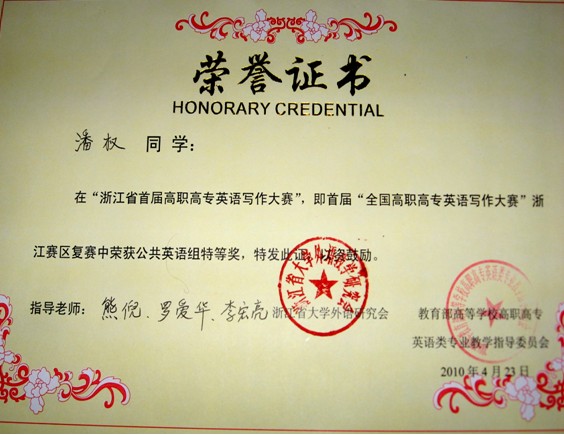 荣誉证书
HONORARY CREDENTIAL
潘权 同学：
在“浙江省首届高职高专英语写作大赛”，即首届“全国高职高专英语写作大赛”浙
江赛区复赛中荣获公共英语组特等奖，特发此证，以资鼓励。
指导老师：熊倪、罗爱华、李宏亮 浙江省大学外语研究会 教育部高等学校高职高专
英语类专业教学指导委员会
2010年4月23日